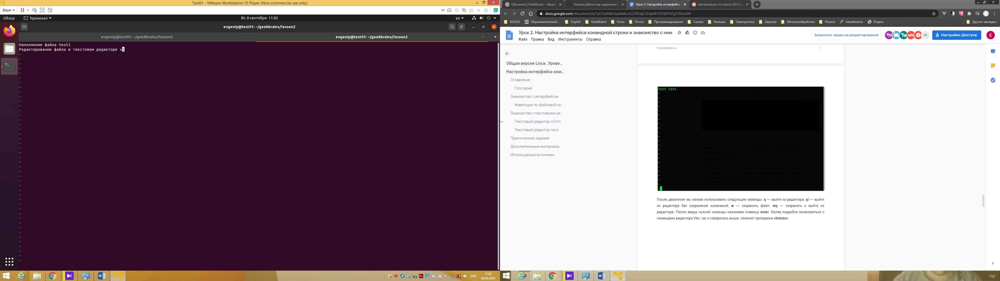 Test01 - VMware Workstation 15 Player (Non-commercial use only)
Player
Обзор
Терминал
Вт, 8 сентября 11:02
en
evgeniy@test01: ~/geekbrains/lesson2
evgeniy@test01: ~/geekbrains/lesson2
evgeniy@test01: ~/geekbrains/lesson2
Наполнение файла test1
Редактирование файла в текстовом редакторе vi
ENG
11:02
08.09.2020
Обучение | GeekBrains - образо
Начата работа над заданиями
Урок 2. Настройка интерфейса
Авторизация по ключу SSH | Lo
docs.google.com/document/d/
NOD32
Образовательный...
English
GeekBrains
Forex
Почта
Программирование
Сказки
Фильмы
Электроника
Закупки
Металлообработка
Разное
Авиабилеты
Яндекс
Другие закладки
Урок 2. Настройка интерфейса командной строки и знакомство с ним
Файл Правка Вид Инструменты Справка
Запросить права на редактирование
+4
Настройки Доступа
E
© geekbrains.ru
7
Общая версия Linux. Урове...
Настройка интерфейса ком...
Оглавление
Глоссарий
Знакомство с интерфейсом
Навигация по файловой си...
Знакомство с текстовыми ре...
Текстовый редактор vi/Vim
Текстовый редактор nano
Практическое задание
Дополнительные материалы
Используемые источники
test text
:
После двоеточия мы можем использовать следующие команды: q — выйти из редактора, q! — выйти
из редактора без сохранения изменений, w — сохранить файл, wq — сохранить и выйти из
редактора. После ввода нужной команды нажимаем клавишу enter. Более подробно ознакомиться с
командами редактора Vim, как и говорилось выше, поможет программа vimtutor.